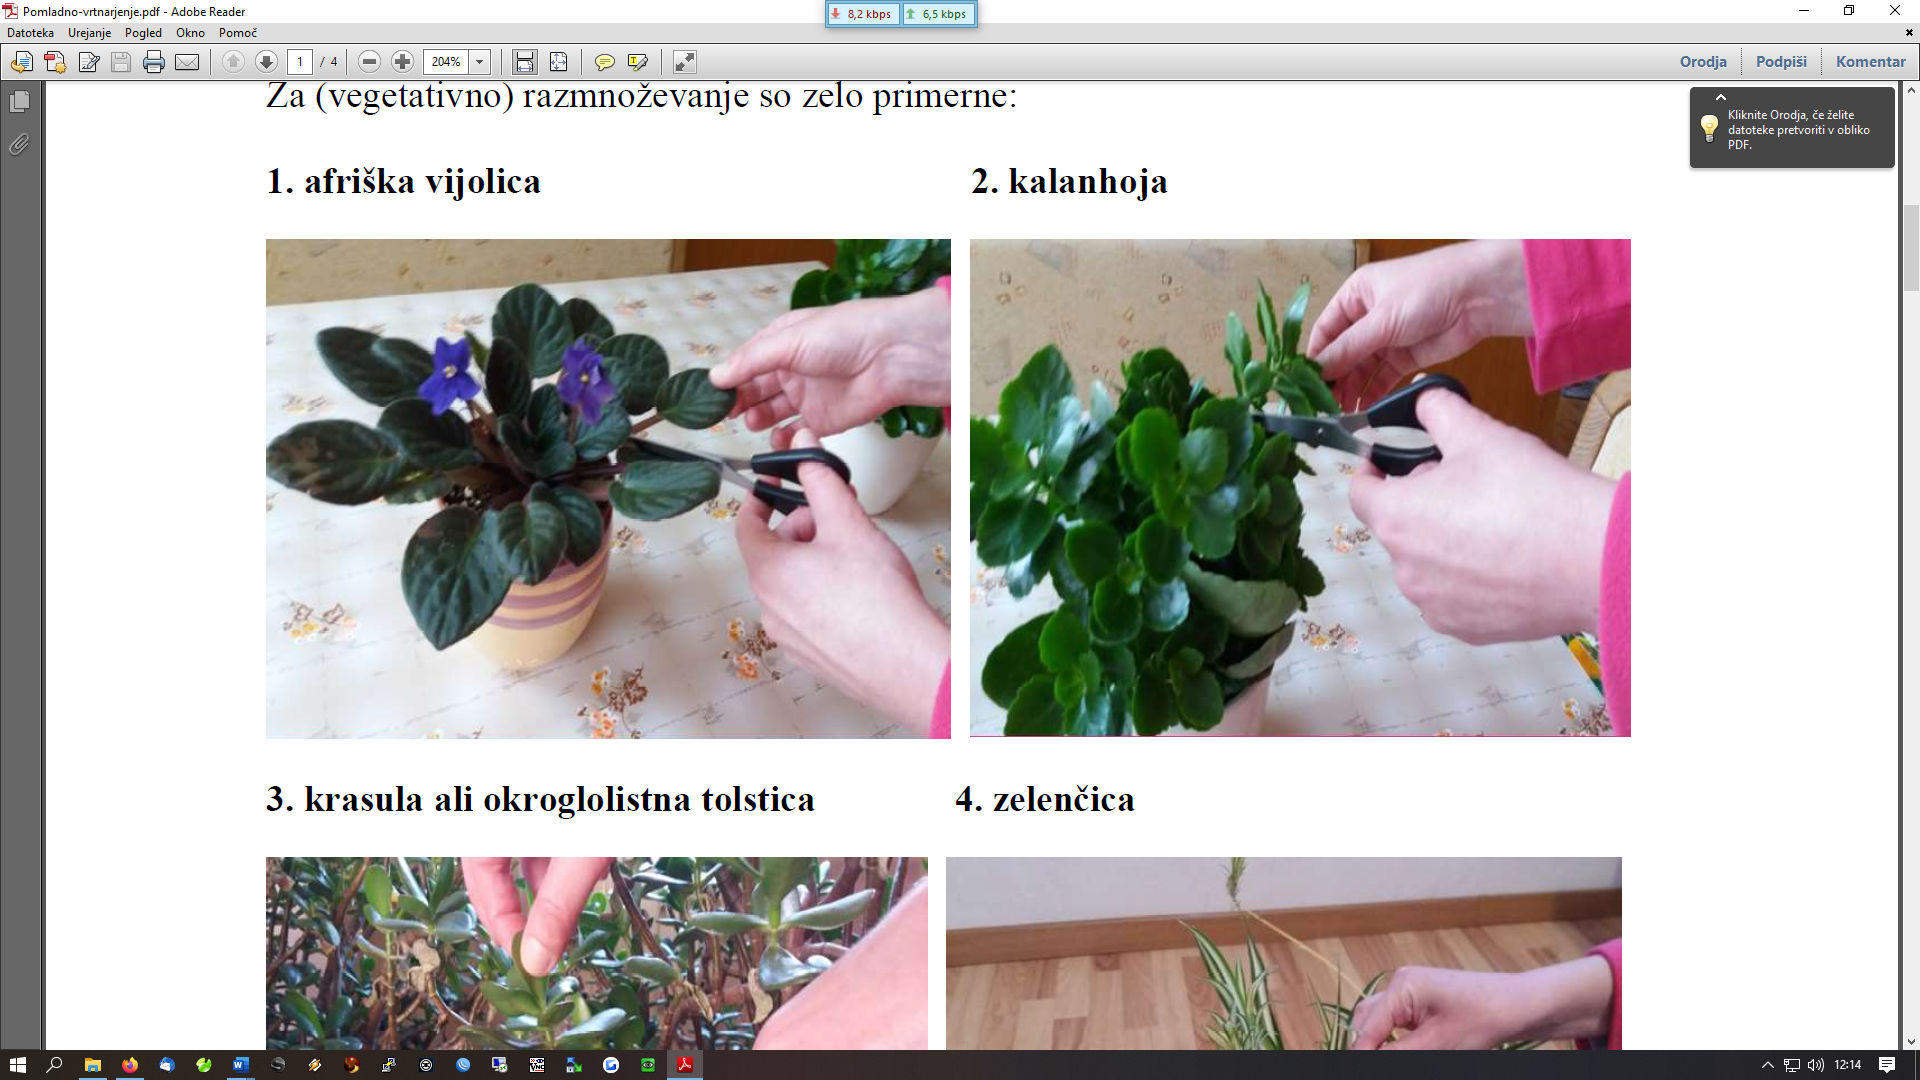 Pomladno-vrtnarjenje.pdf - Adobe Reader
8,2 kbps 6,5 kbps
Datoteka Urejanje Pogled Okno Pomoč
1 / 4 204% Orodja Podpiši Komentar
Za (vegetativno) razmnoževanje so zelo primerne:
Kliknite Orodja, če želite
datoteke pretvoriti v obliko
PDF.
1. afriška vijolica 2. kalanhoja
3. krasula ali okroglolistna tolstica 4. zelenčica
12:14